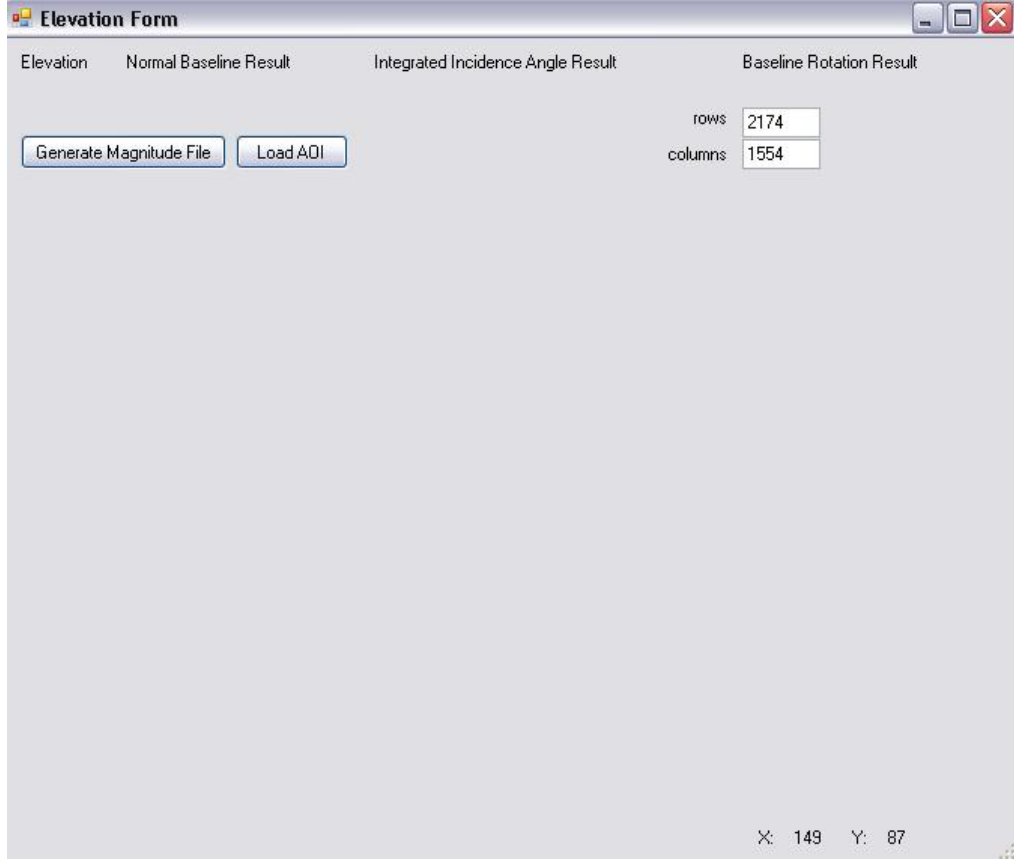 Elevation Form
Elevation Normal Baseline Result Integrated Incidence Angle Result Baseline Rotation Result
rows 2174
Generate Magnitude File Load AOI columns 1554
X: 149 Y: 87